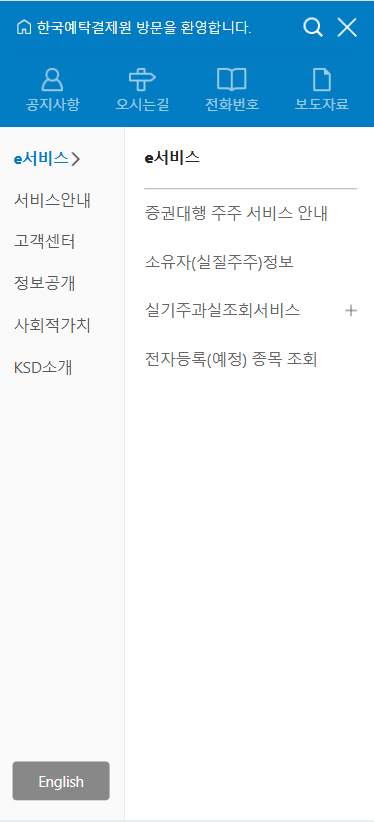 한국예탁결제원 방문을 환영합니다.
공지사항 오시는길 전화번호 보도자료
e서비스
서비스안내
고객센터
정보공개
사회적가치
KSD소개
e서비스
증권대행 주주 서비스 안내
소유자(실질주주)정보
실기주과실조회서비스
전자등록(예정) 종목 조회
English